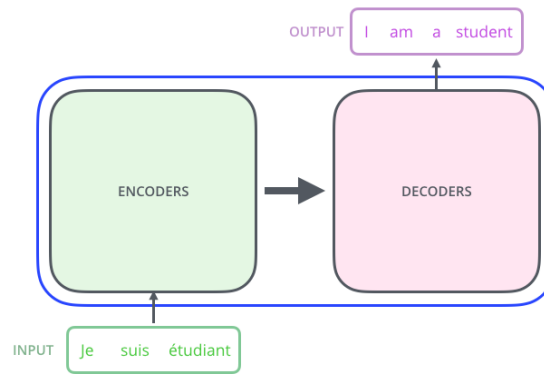 OUTPUT I am a student
ENCODERS DECODERS
INPUT Je suis étudiant